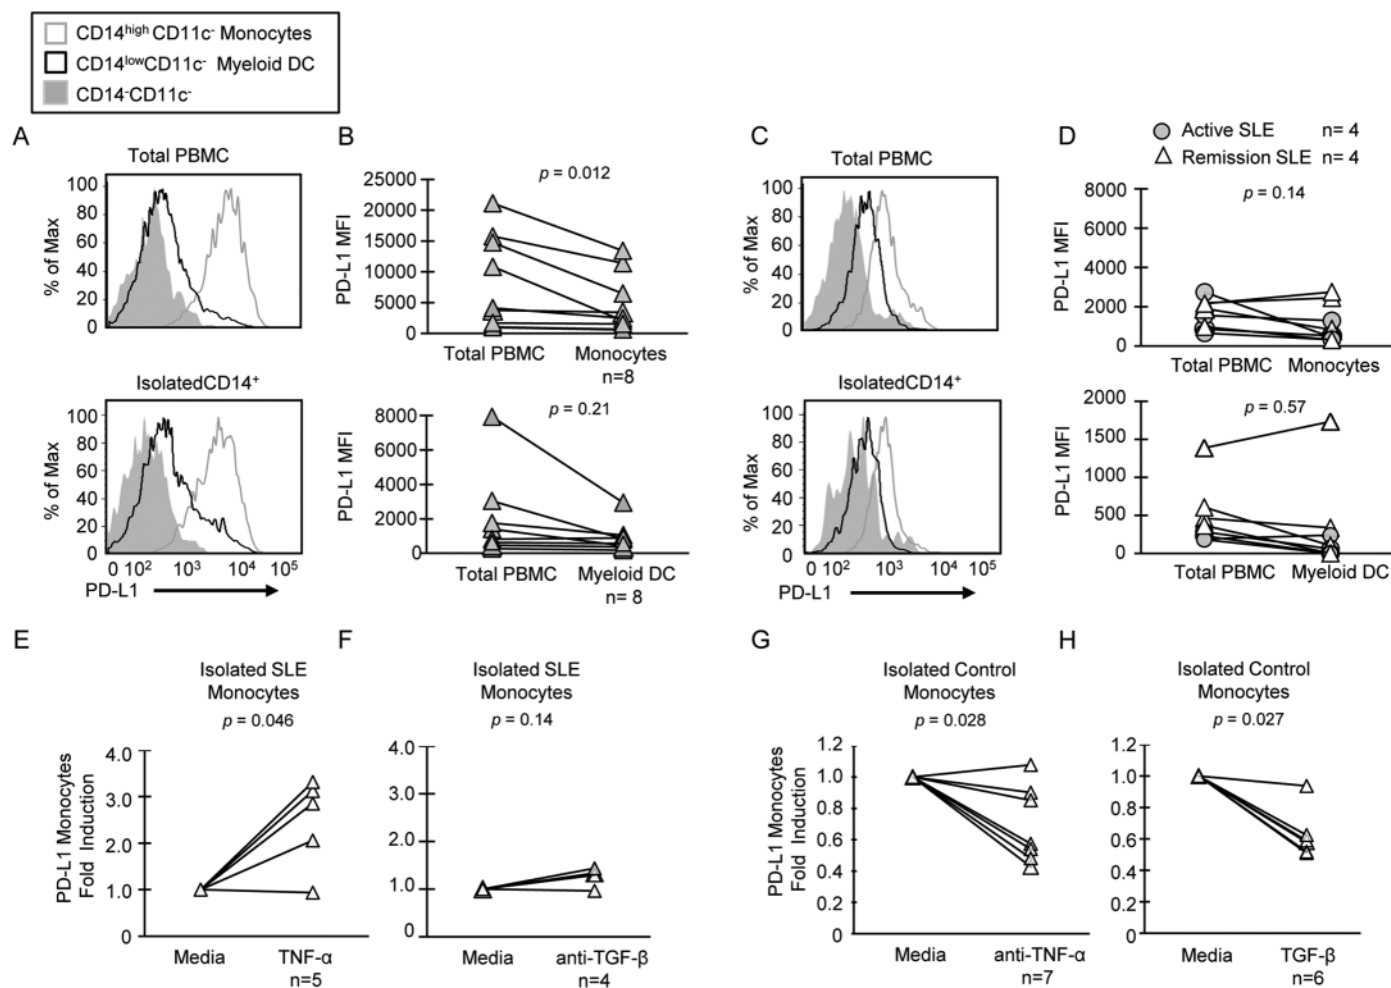 CD14high CD11c- Monocytes
CD14lowCD11c- Myeloid DC
CD14-CD11c-
A
Total PBMC
% of Max
100
80
60
40
20
0
IsolatedCD14+
% of Max
100
80
60
40
20
0
0 10² 10³ 10⁴ 10⁵
PD-L1
B
p = 0.012
PD-L1 MFI
25000
20000
15000
10000
5000
0
Total PBMC Monocytes
n=8
p = 0.21
PD-L1 MFI
8000
6000
4000
2000
0
Total PBMC Myeloid DC
n= 8
C
Total PBMC
% of Max
100
80
60
40
20
0
IsolatedCD14+
% of Max
100
80
60
40
20
0
0 10² 10³ 10⁴ 10⁵
PD-L1
D
Active SLE n= 4
Remission SLE n= 4
p = 0.14
PD-L1 MFI
8000
6000
4000
2000
0
Total PBMC Monocytes
p = 0.57
PD-L1 MFI
2000
1500
1000
500
0
Total PBMC Myeloid DC
E
Isolated SLE
Monocytes
p = 0.046
PD-L1 Monocytes
Fold Induction
4.0
3.0
2.0
1.0
0
Media TNF-α
n=5
F
Isolated SLE
Monocytes
p = 0.14
4.0
3.0
2.0
1.0
0
Media anti-TGF-β
n=4
G
Isolated Control
Monocytes
p = 0.028
PD-L1 Monocytes
Fold Induction
1.2
1.0
0.8
0.6
0.4
0.2
0
Media anti-TNF-α
n=7
H
Isolated Control
Monocytes
p = 0.027
1.2
1.0
0.8
0.6
0.4
0.2
0
Media TGF-β
n=6